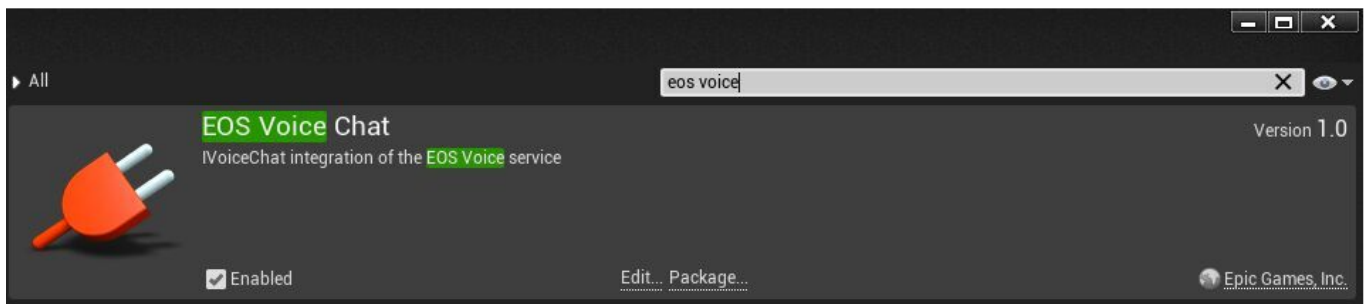 All
eos voice
EOS Voice Chat
Version 1.0
IVoiceChat integration of the EOS Voice service
Enabled
Edit... Package...
Epic Games, Inc.